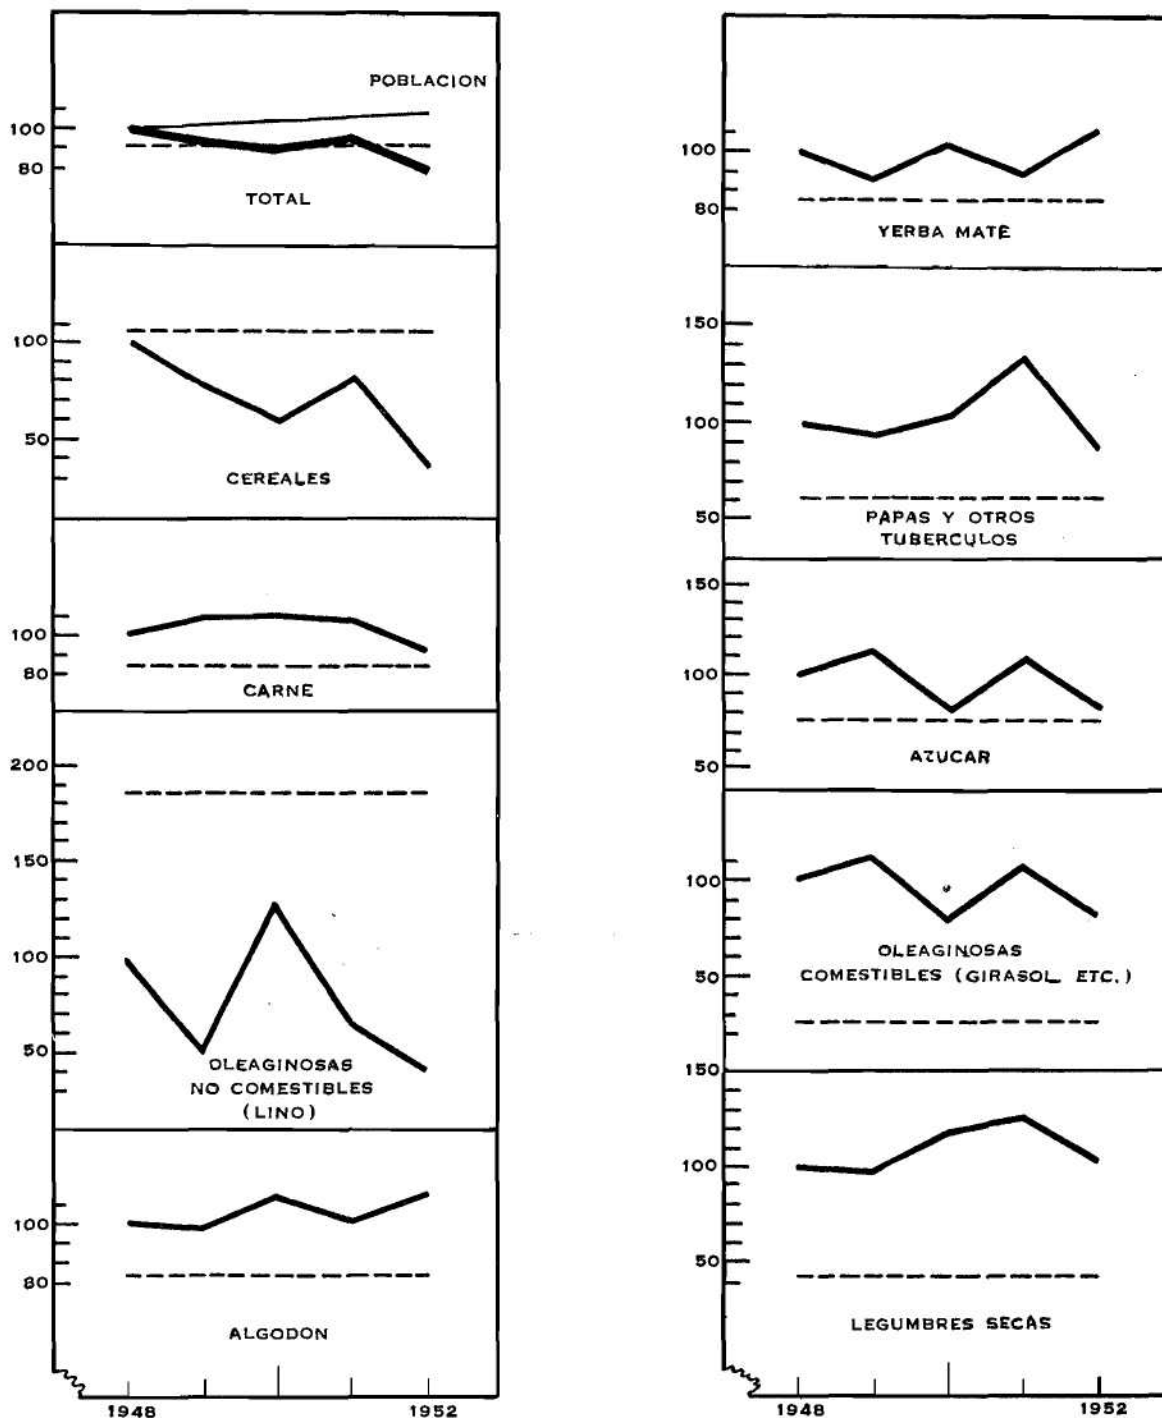 POBLACION
100
80
TOTAL
100
50
CEREALES
100
80
CARNE
200
150
100
50
OLEAGINOSAS
NO COMESTIBLES
(LINO)
100
80
ALGODON
1948
1952
100
80
YERBA MATÉ
150
100
50
PAPAS Y OTROS
TUBERCULOS
150
100
50
AZUCAR
100
50
OLEAGINOSAS
COMESTIBLES (GIRASOL ETC.)
150
100
50
LEGUMBRES SECAS
1948
1952